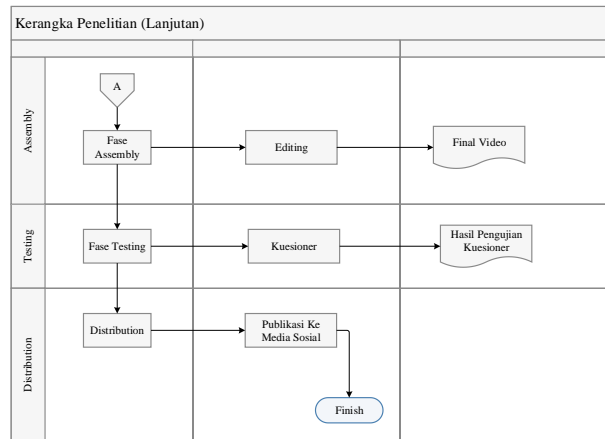 Kerangka Penelitian (Lanjutan)
Assembly
A
Fase
Assembly
Editing
Final Video
Testing
Fase Testing
Kuesioner
Hasil Pengujian
Kuesioner
Distribution
Distribution
Publikasi Ke
Media Sosial
Finish